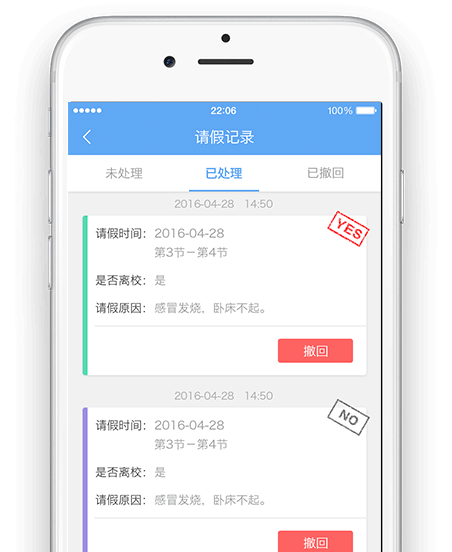 22:06 100%
请假记录
未处理 已处理 已撤回
2016-04-28 14:50
YES
请假时间： 2016-04-28
第3节－第4节
是否离校： 是
请假原因： 感冒发烧，卧床不起。
撤回
2016-04-28 14:50
NO
请假时间： 2016-04-28
第3节－第4节
是否离校： 是
请假原因： 感冒发烧，卧床不起。
撤回